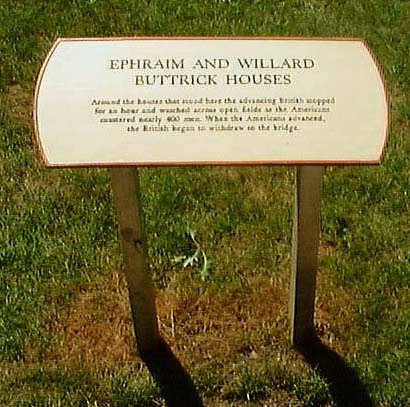 EPHRAIM AND WILLARD
BUTTRICK HOUSES
Around the houses that stood here the advancing British stopped
for an hour and watched across open fields as the Americans
mustered nearly 400 men. When the Americans advanced,
the British began to withdraw to the bridge.